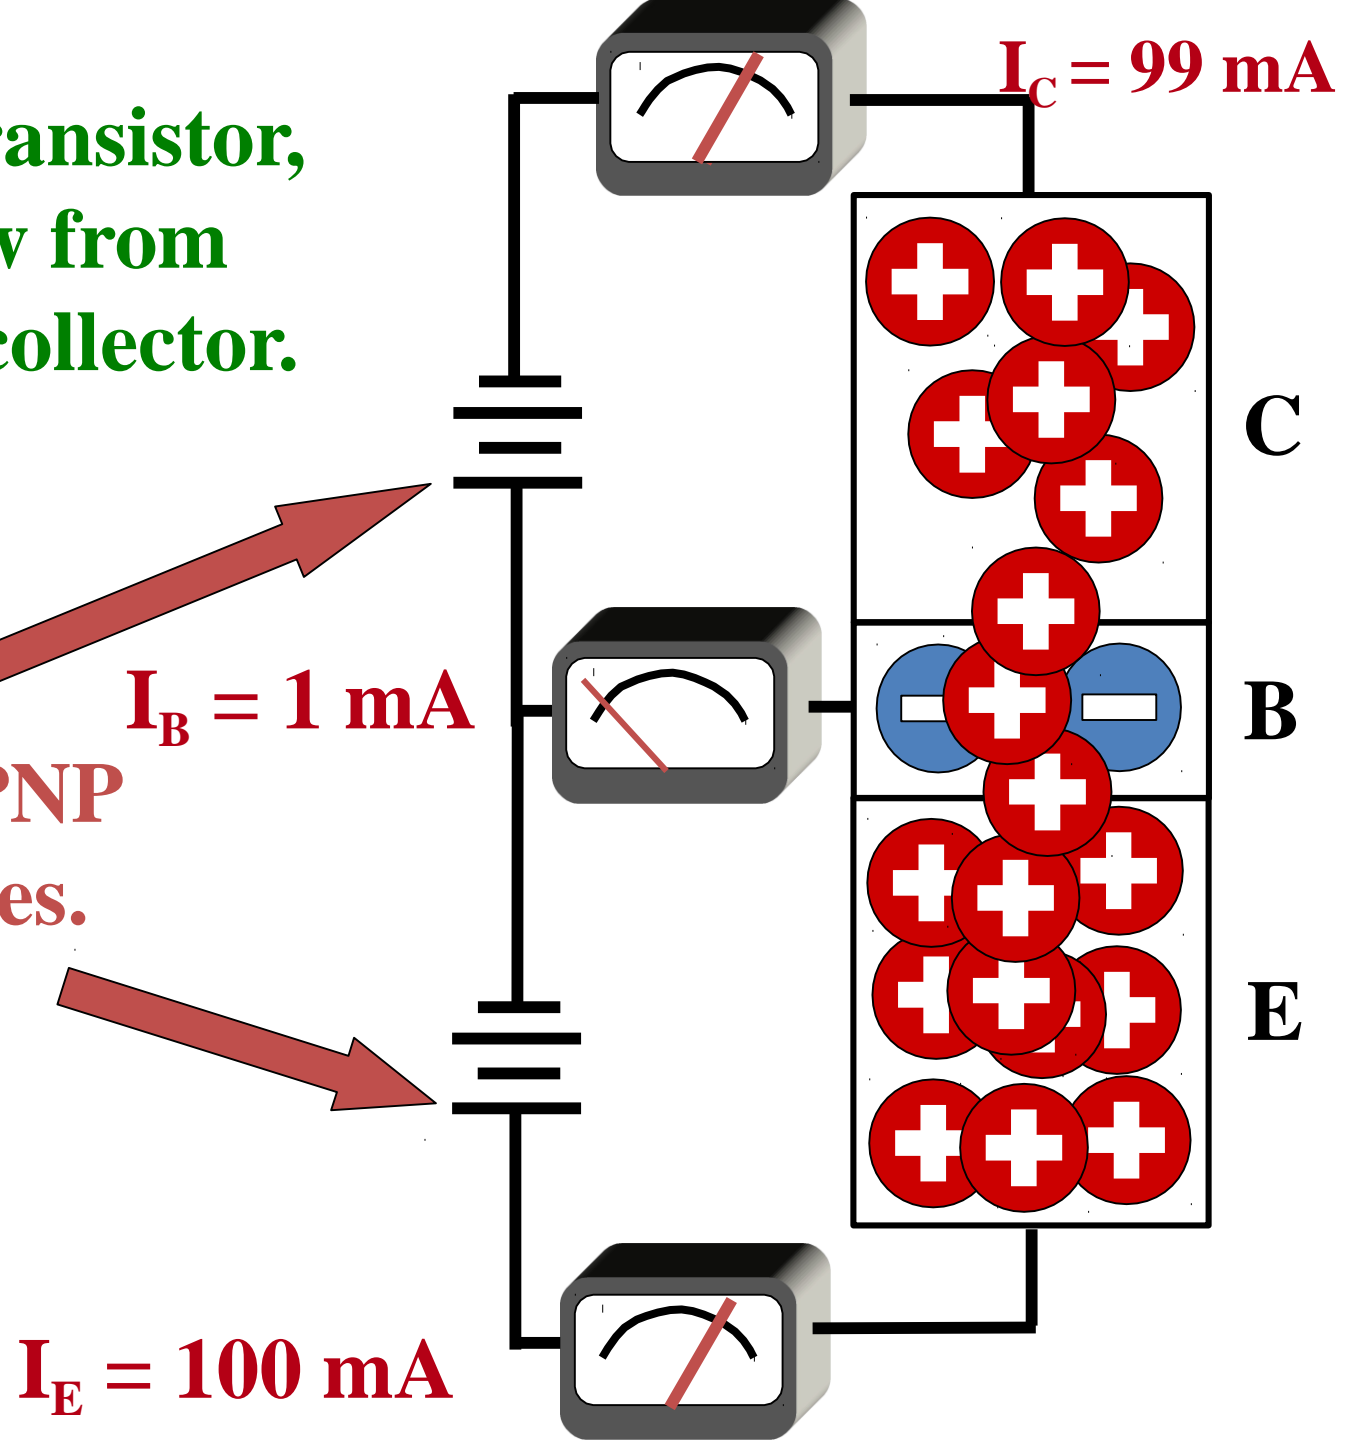 I_C = 99 mA
ransistor,
w from
collector.
C
I_B = 1 mA
B
PNP
es.
E
I_E = 100 mA